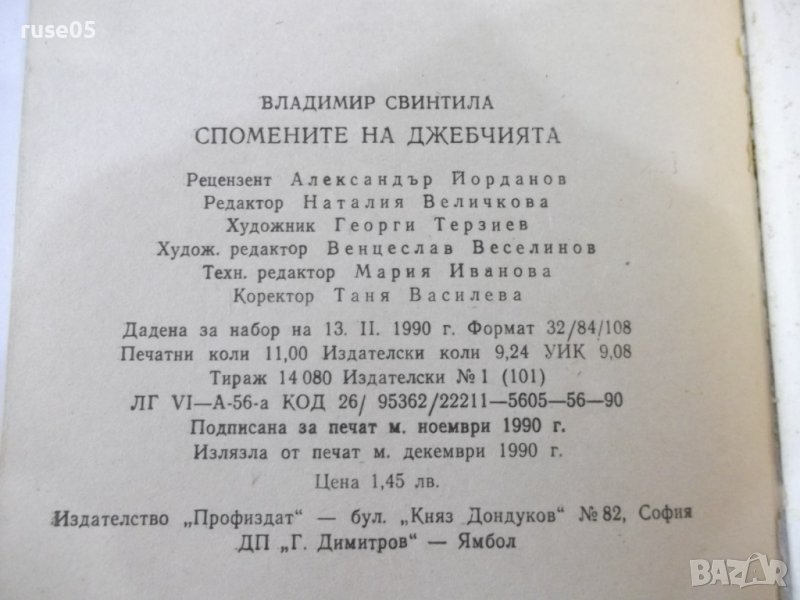 ruse05
ВЛАДИМИР СВИНТИЛА
СПОМЕНИТЕ НА ДЖЕБЧИЯТА
Рецензент Александър Йорданов
Редактор Наталия Величкова
Художник Георги Терзиев
Худож. редактор Венцеслав Веселинов
Техн. редактор Мария Иванова
Коректор Таня Василева
Дадена за набор на 13. II. 1990 г. Формат 32/84/108
Печатни коли 11,00 Издателски коли 9,24 УИК 9,08
Тираж 14 080 Издателски № 1 (101)
ЛГ VI—А-56-а КОД 26/ 95362/22211—5605—56—90
Подписана за печат м. ноември 1990 г.
Излязла от печат м. декември 1990 г.
Цена 1,45 лв.
Издателство „Профиздат“ — бул. „Княз Дондуков“ № 82, София
ДП „Г. Димитров“ — Ямбол
BAZAR